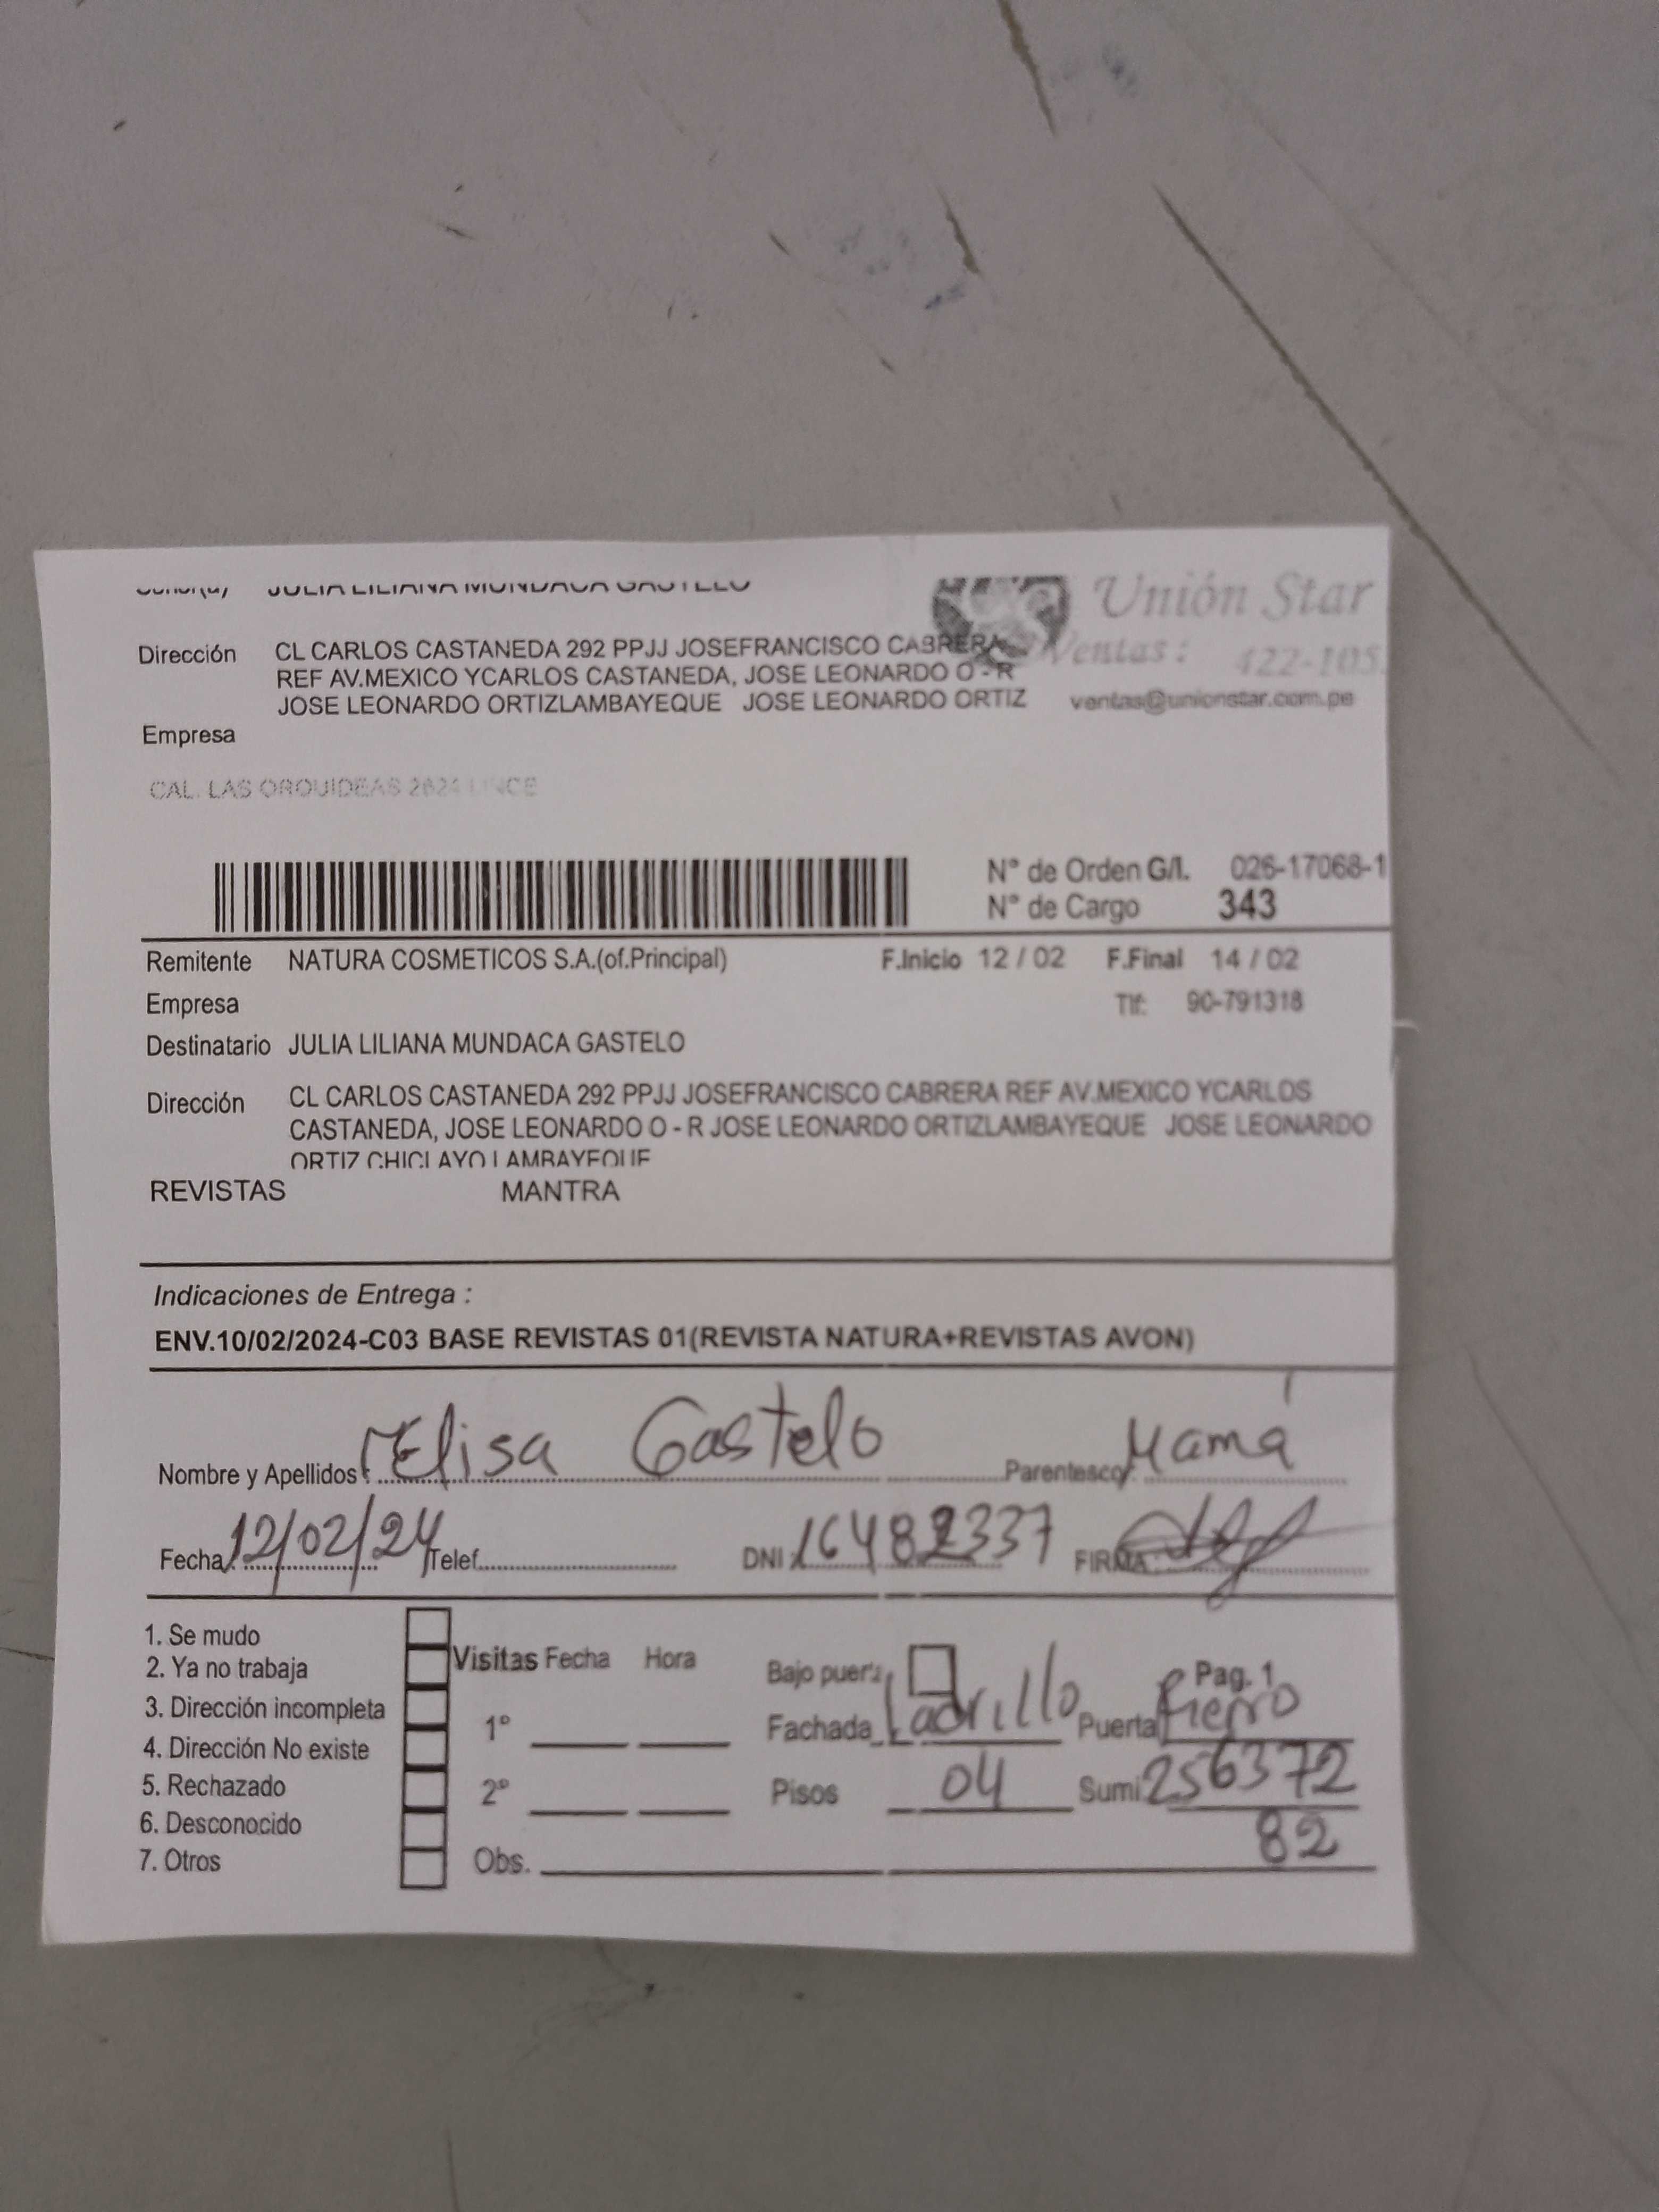 JULIA LILIANA MUNDACA GASTELO
Unión Star
Dirección CL CARLOS CASTANEDA 292 PPJJ JOSEFRANCISCO CABRERA
REF AV.MEXICO YCARLOS CASTANEDA, JOSE LEONARDO O - R
JOSE LEONARDO ORTIZLAMBAYEQUE JOSE LEONARDO ORTIZ
Ventas : 422-105
ventas@unionstar.com.pe
Empresa
CAL. LAS ORQUIDEAS 2624 LINCE
N° de Orden G/I. 026-17068-1
N° de Cargo 343
Remitente NATURA COSMETICOS S.A.(of.Principal) F.Inicio 12 / 02 F.Final 14 / 02
Empresa Tlf: 90-791318
Destinatario JULIA LILIANA MUNDACA GASTELO
Dirección CL CARLOS CASTANEDA 292 PPJJ JOSEFRANCISCO CABRERA REF AV.MEXICO YCARLOS
CASTANEDA, JOSE LEONARDO O - R JOSE LEONARDO ORTIZLAMBAYEQUE JOSE LEONARDO
ORTIZ CHICLAYO LAMBAYEQUE
REVISTAS MANTRA
Indicaciones de Entrega :
ENV.10/02/2024-C03 BASE REVISTAS 01(REVISTA NATURA+REVISTAS AVON)
Nombre y Apellidos: Elisa Gastelo Parentesco: Mamá
Fecha: 12/02/24 Telef. DNI 16482337 FIRMA:
1. Se mudo
2. Ya no trabaja
3. Dirección incompleta
4. Dirección No existe
5. Rechazado
6. Desconocido
7. Otros
Visitas Fecha Hora
1°
2°
Obs.
Bajo puerta Pag. 1
Fachada Ladrillo Puerta Fierro
Pisos 04 Sumi 256372
82